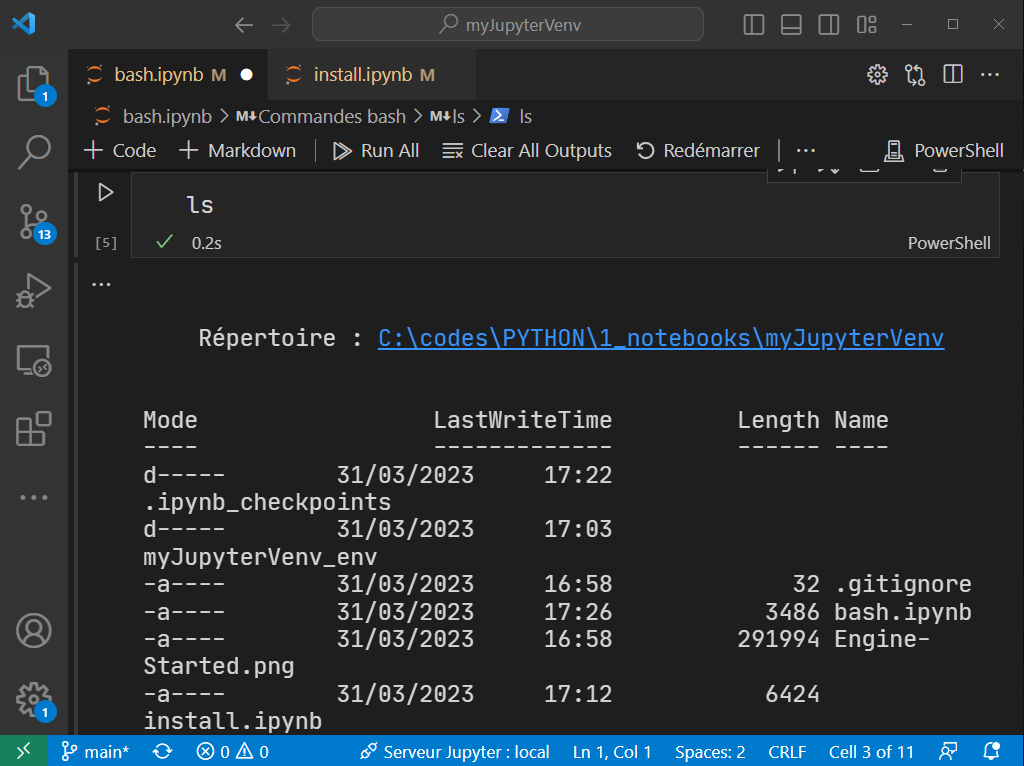 myJupyterVenv
bash.ipynb M install.ipynb M
bash.ipynb > M↓Commandes bash > M↓ls > ls
+ Code + Markdown | Run All Clear All Outputs Redémarrer | ... PowerShell
1
ls
[5] 0.2s PowerShell
13
...
Répertoire : C:\codes\PYTHON\1_notebooks\myJupyterVenv
Mode LastWriteTime Length Name
---- ------------- ------ ----
d----- 31/03/2023 17:22
.ipynb_checkpoints
d----- 31/03/2023 17:03
myJupyterVenv_env
-a---- 31/03/2023 16:58 32 .gitignore
-a---- 31/03/2023 17:26 3486 bash.ipynb
-a---- 31/03/2023 16:58 291994 Engine-
Started.png
-a---- 31/03/2023 17:12 6424
install.ipynb
1
main* 0 0 Serveur Jupyter : local Ln 1, Col 1 Spaces: 2 CRLF Cell 3 of 11